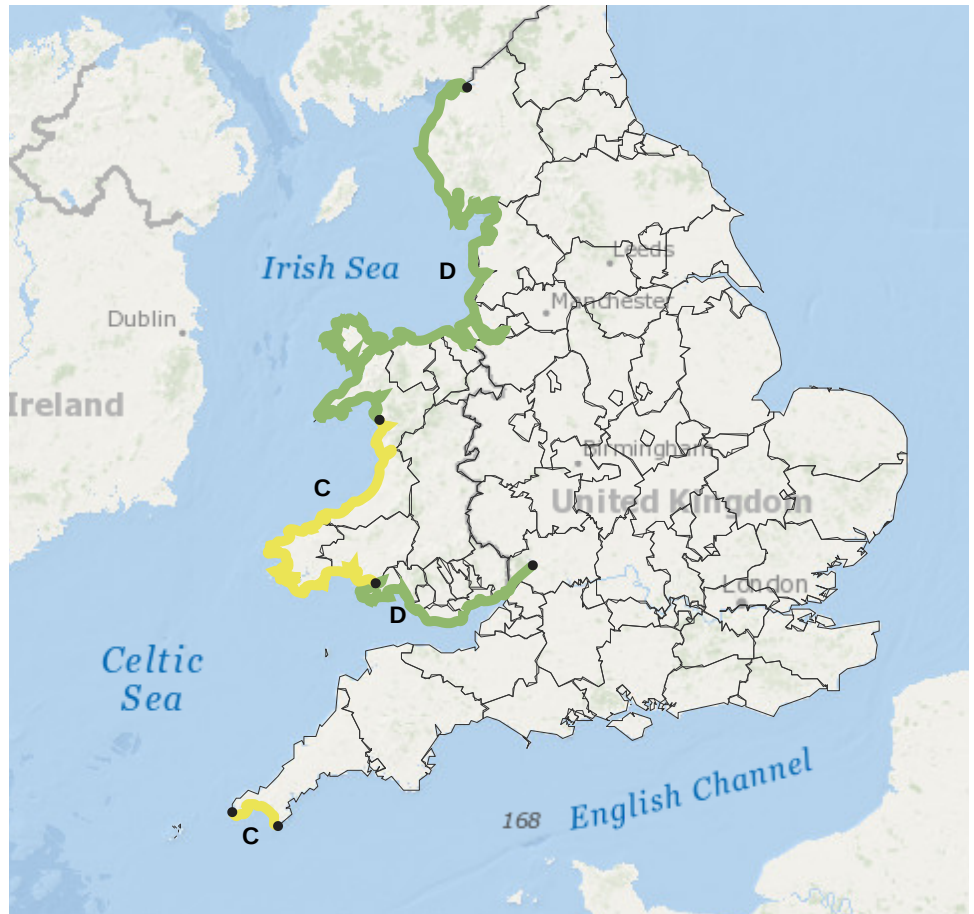 Leeds
Irish Sea
D
Manchester
Dublin
Ireland
Birmingham
C
United Kingdom
London
D
Celtic
Sea
English Channel
168
C